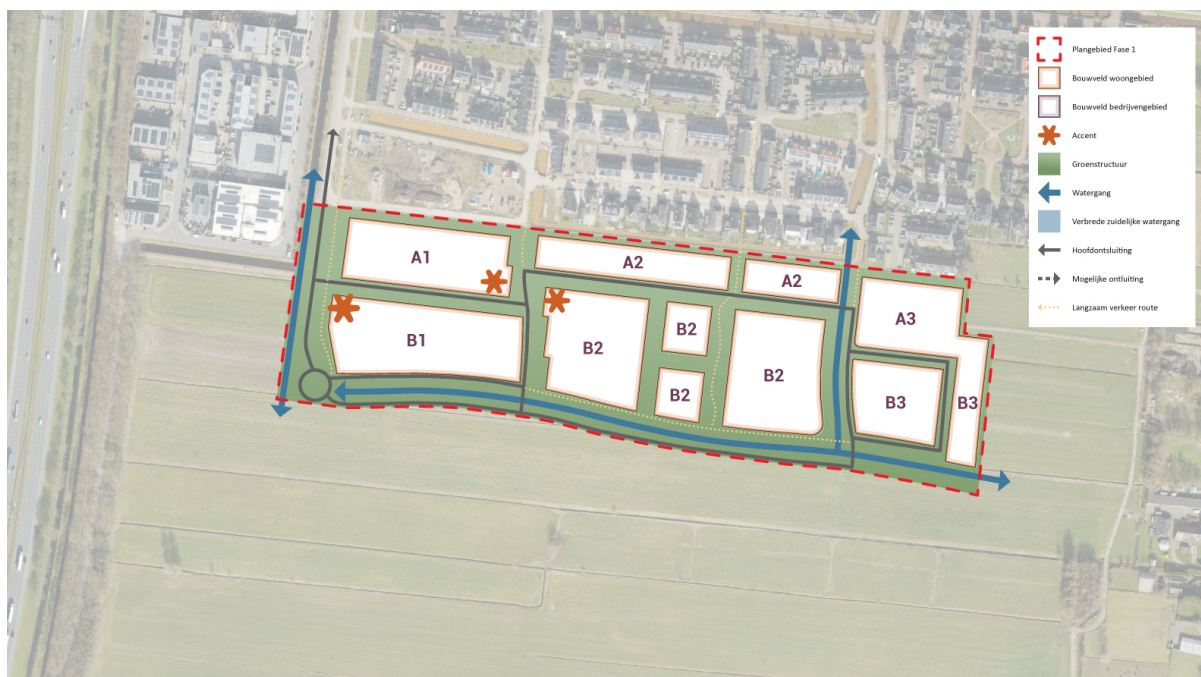 Plangebied Fase 1
Bouwveld woongebied
Bouwveld bedrijvengebied
Accent
Groenstructuur
Watergang
Verbrede zuidelijke watergang
Hoofdontsluiting
Mogelijke ontluiting
Langzaam verkeer route
A1
A2
A2
A3
B1
B2
B2
B2
B2
B3
B3